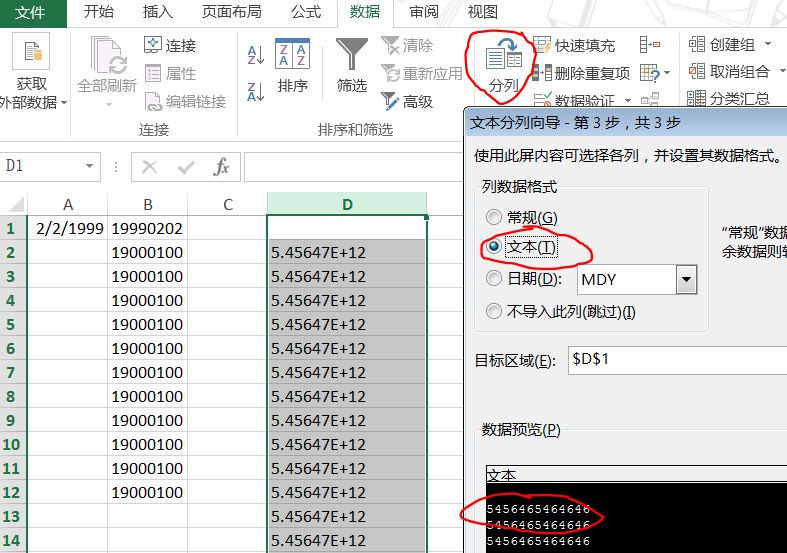 文件 开始 插入 页面布局 公式 数据 审阅 视图
获取
外部数据
全部刷新
连接
属性
编辑链接
连接
排序
筛选
清除
重新应用
高级
排序和筛选
分列
快速填充
删除重复项
数据验证
创建组
取消组合
分类汇总
文本分列向导 - 第 3 步，共 3 步
使用此屏内容可选择各列，并设置其数据格式。
列数据格式
常规(G)
文本(T)
日期(D): MDY
不导入此列(跳过)(I)
“常规”数据
余数据则转
目标区域(E): $D$1
数据预览(P)
文本
5456465464646
5456465464646
5456465464646
D1 fx
A B C D
1 2/2/1999 19990202
2 19000100 5.45647E+12
3 19000100 5.45647E+12
4 19000100 5.45647E+12
5 19000100 5.45647E+12
6 19000100 5.45647E+12
7 19000100 5.45647E+12
8 19000100 5.45647E+12
9 19000100 5.45647E+12
10 19000100 5.45647E+12
11 19000100 5.45647E+12
12 19000100 5.45647E+12
13 5.45647E+12
14 5.45647E+12